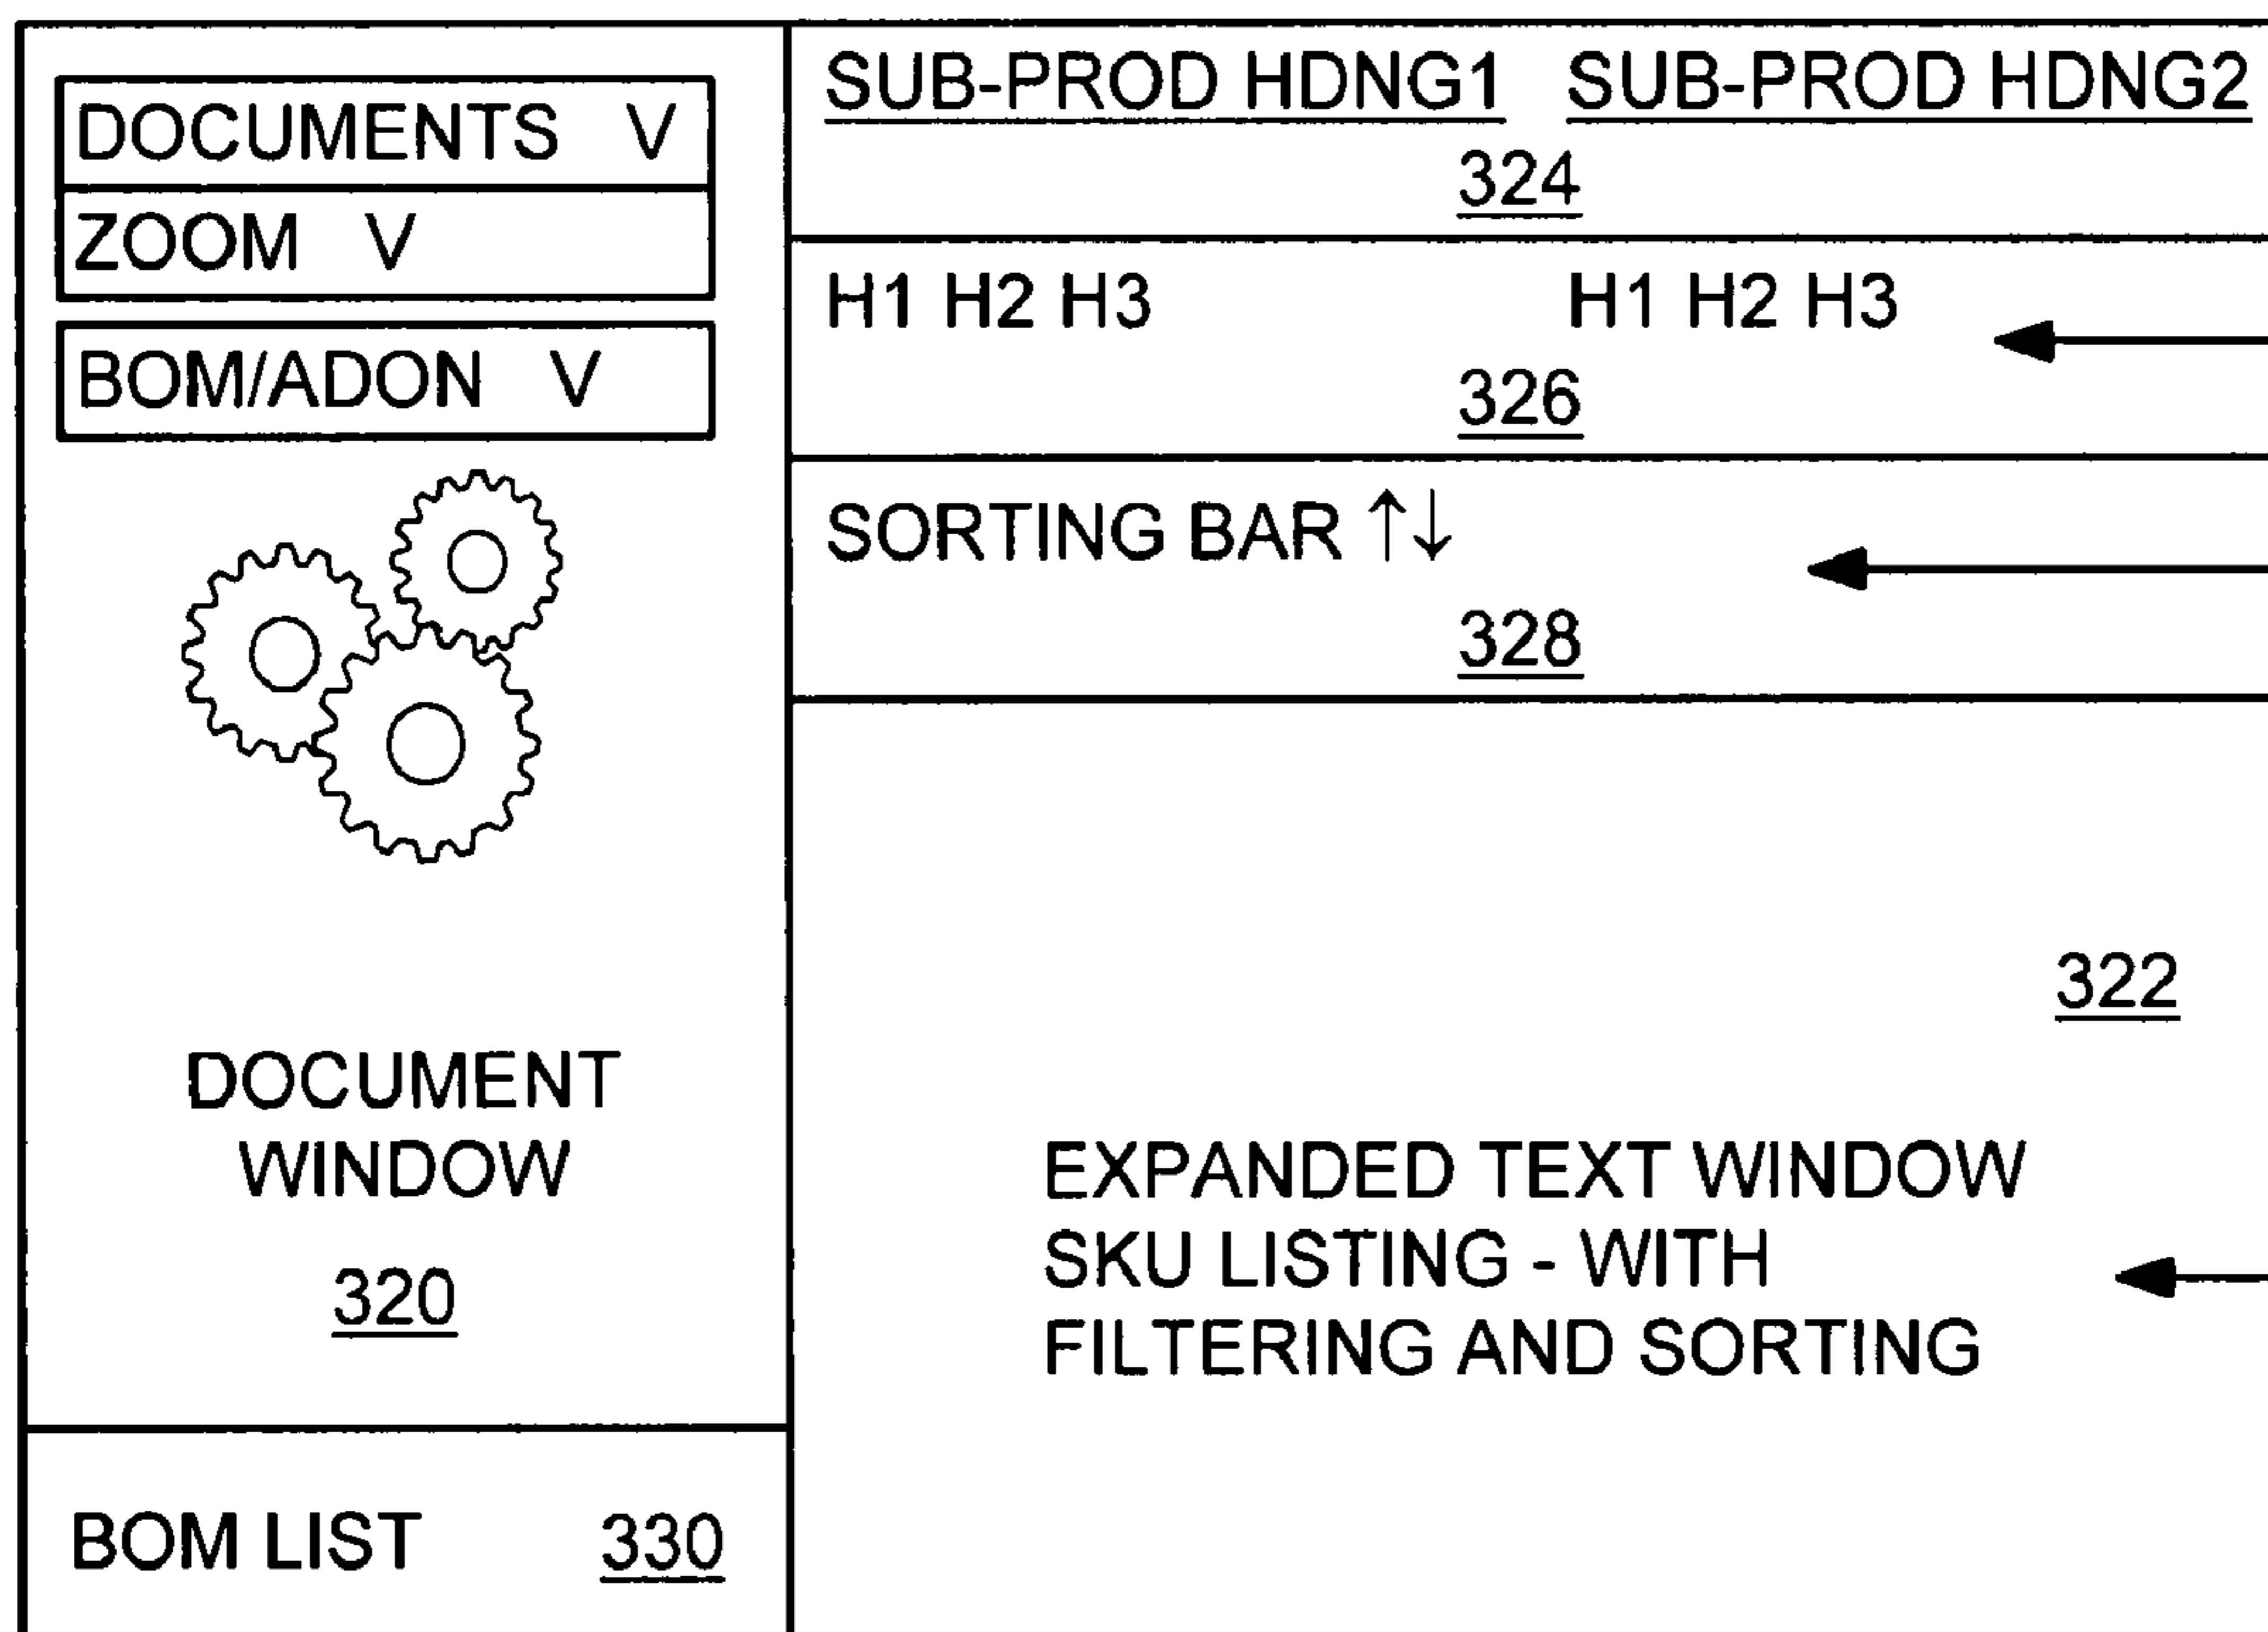 DOCUMENTS V
ZOOM V
BOM/ADON V
DOCUMENT
WINDOW
320
BOM LIST 330
SUB-PROD HDNG1 SUB-PROD HDNG2
324
H1 H2 H3 H1 H2 H3
326
SORTING BAR ↑↓
328
322
EXPANDED TEXT WINDOW
SKU LISTING - WITH
FILTERING AND SORTING